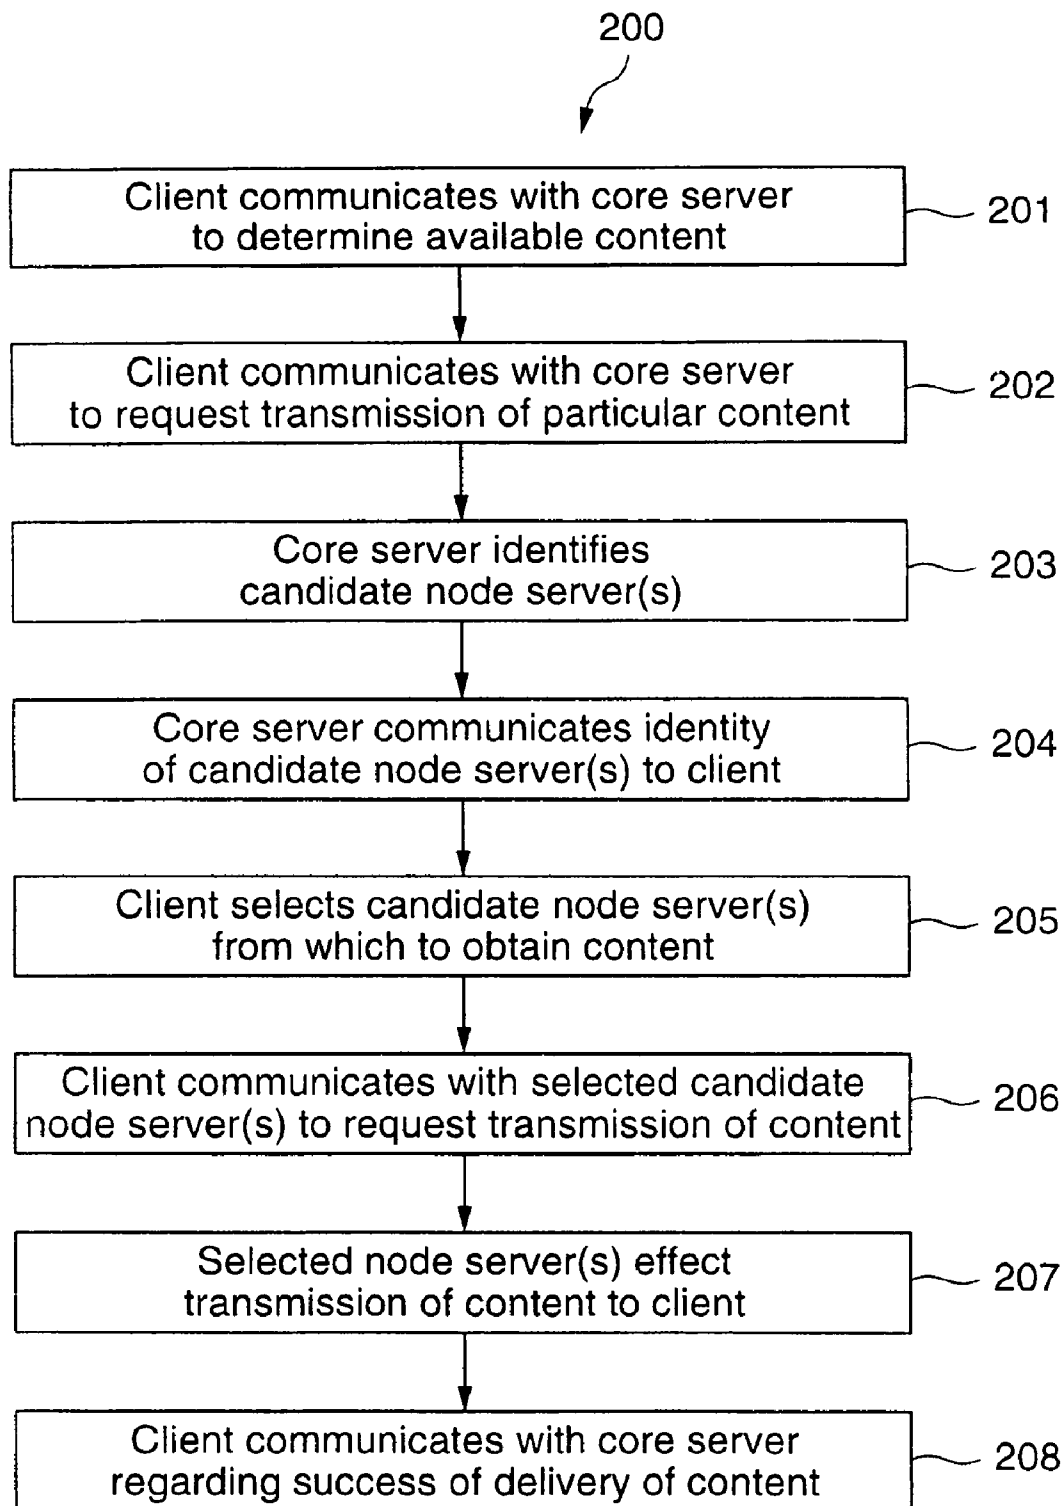 200
Client communicates with core server
to determine available content
201
Client communicates with core server
to request transmission of particular content
202
Core server identifies
candidate node server(s)
203
Core server communicates identity
of candidate node server(s) to client
204
Client selects candidate node server(s)
from which to obtain content
205
Client communicates with selected candidate
node server(s) to request transmission of content
206
Selected node server(s) effect
transmission of content to client
207
Client communicates with core server
regarding success of delivery of content
208